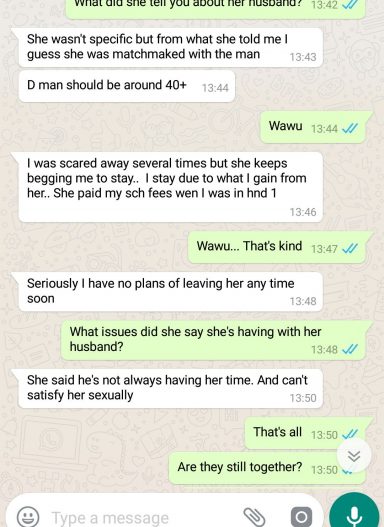 What did she tell you about her husband? 13:42
She wasn't specific but from what she told me I
guess she was matchmaked with the man 13:43
D man should be around 40+ 13:44
Wawu 13:44
I was scared away several times but she keeps
begging me to stay.. I stay due to what I gain from
her.. She paid my sch fees wen I was in hnd 1
13:46
Wawu... That's kind 13:47
Seriously I have no plans of leaving her any time
soon 13:48
What issues did she say she's having with her
husband? 13:48
She said he's not always having her time. And can't
satisfy her sexually 13:50
That's all 13:50
Are they still together? 13:50
Type a message